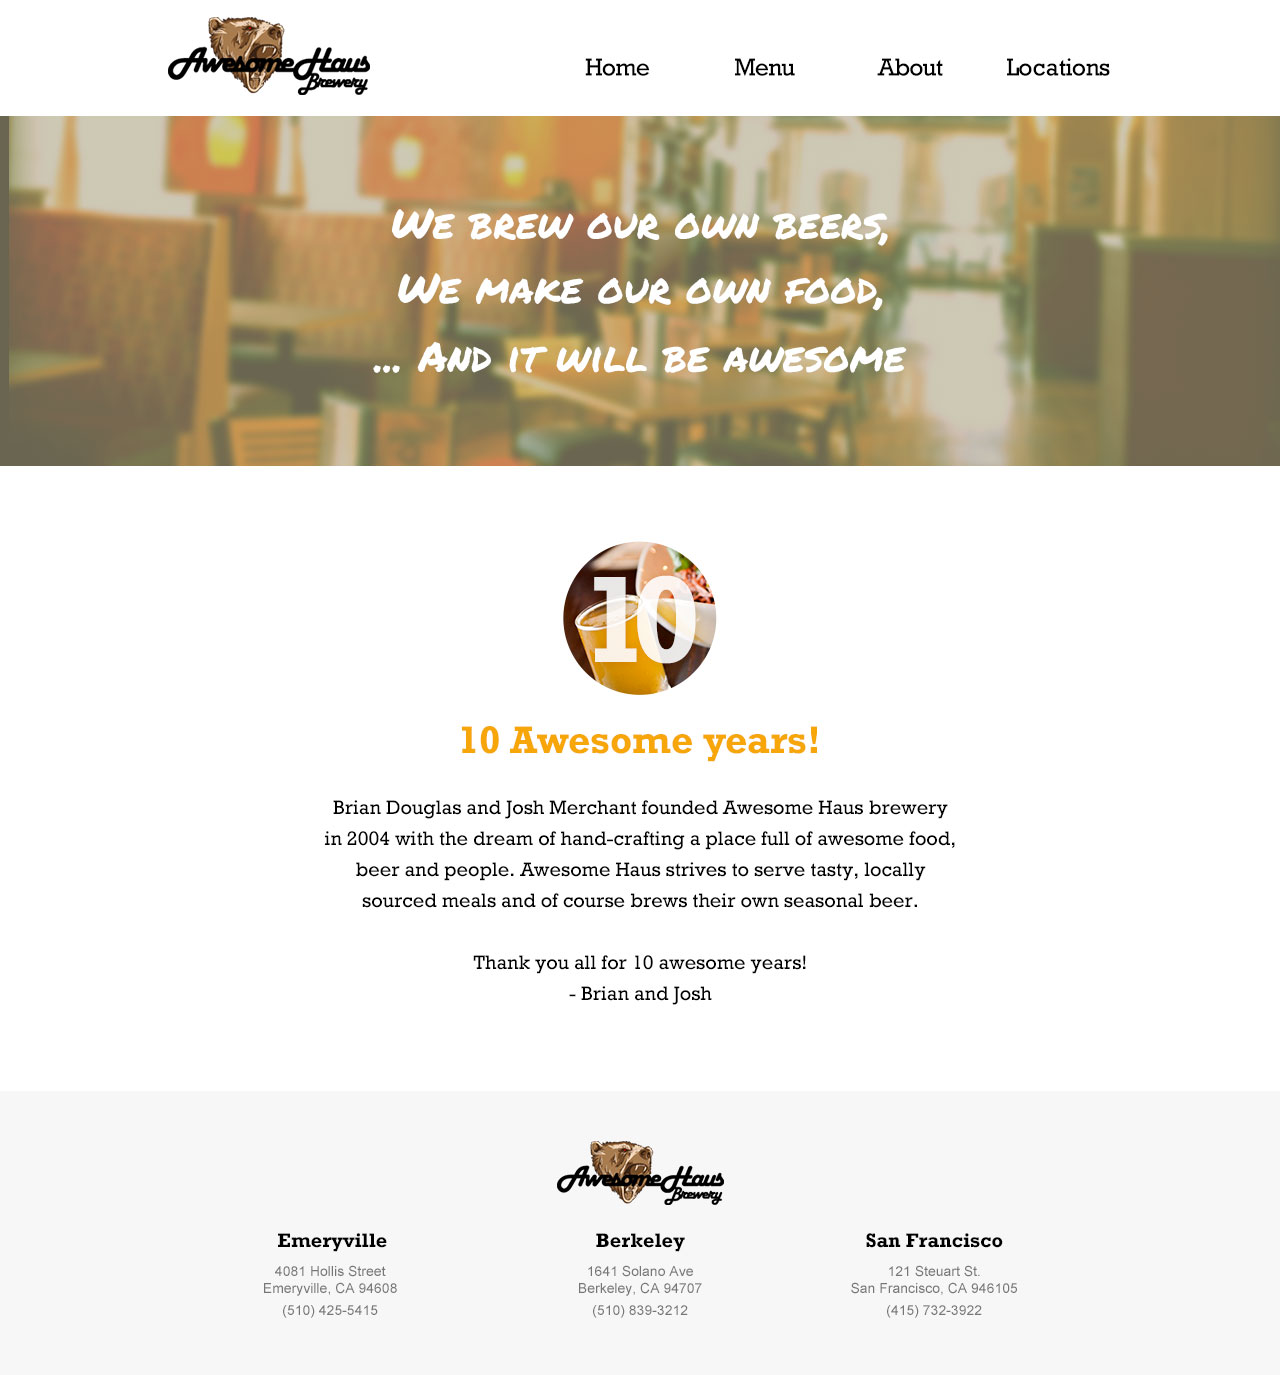 Awesome Haus
Brewery
Home Menu About Locations
We brew our own beers,
We make our own food,
... And it will be awesome
10
10 Awesome years!
Brian Douglas and Josh Merchant founded Awesome Haus brewery
in 2004 with the dream of hand-crafting a place full of awesome food,
beer and people. Awesome Haus strives to serve tasty, locally
sourced meals and of course brews their own seasonal beer.
Thank you all for 10 awesome years!
- Brian and Josh
Awesome Haus
Brewery
Emeryville
4081 Hollis Street
Emeryville, CA 94608
(510) 425-5415
Berkeley
1641 Solano Ave
Berkeley, CA 94707
(510) 839-3212
San Francisco
121 Steuart St.
San Francisco, CA 946105
(415) 732-3922